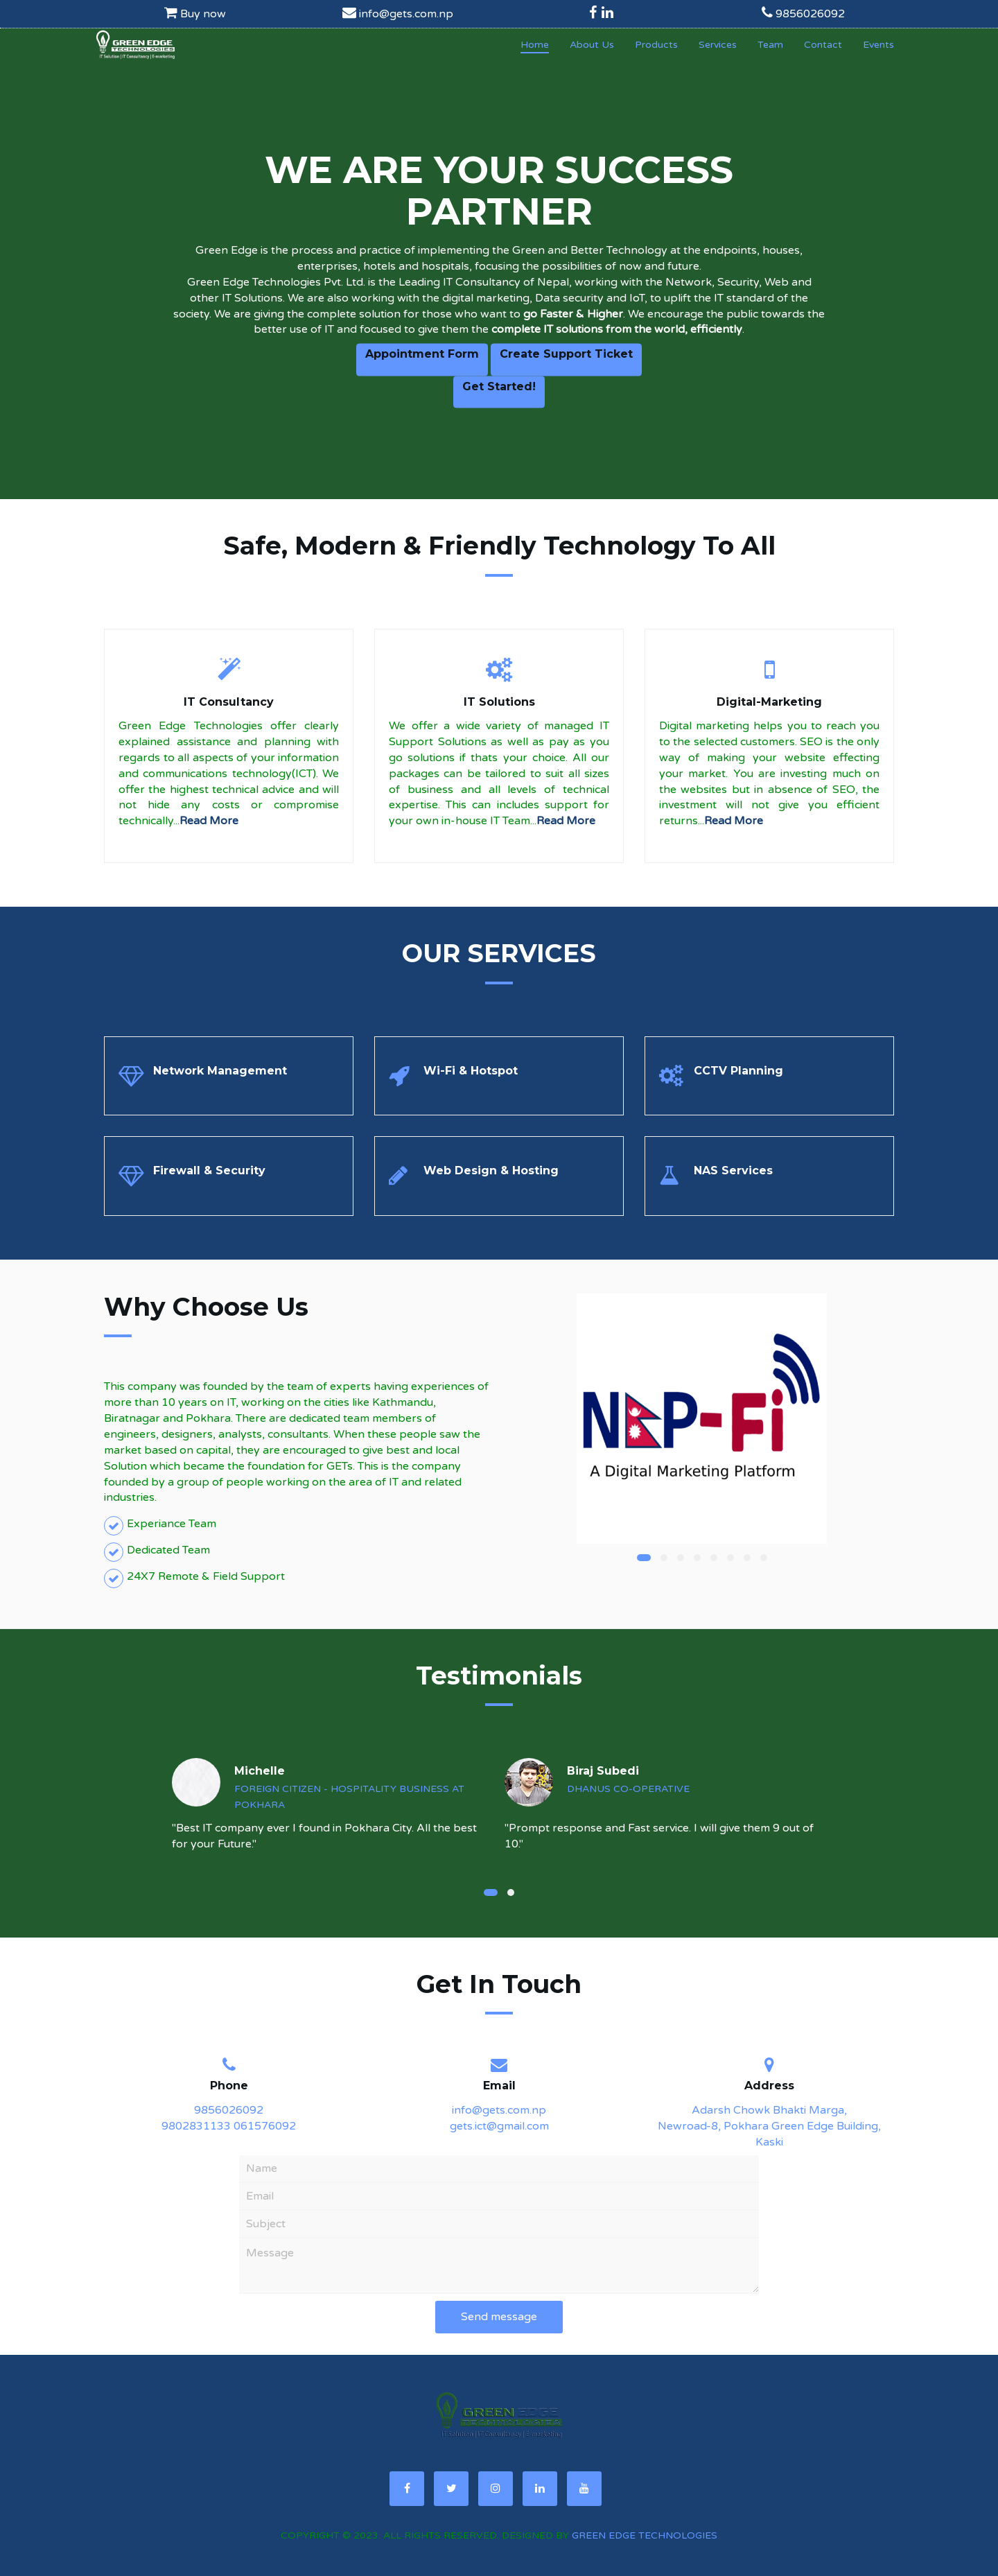 Buy now
info@gets.com.np
9856026092
GREEN EDGE
TECHNOLOGIES
IT Solution | IT Consultancy | E-marketing
Home
About Us
Products
Services
Team
Contact
Events
WE ARE YOUR SUCCESS
PARTNER
Green Edge is the process and practice of implementing the Green and Better Technology at the endpoints, houses,
enterprises, hotels and hospitals, focusing the possibilities of now and future.
Green Edge Technologies Pvt. Ltd. is the Leading IT Consultancy of Nepal, working with the Network, Security, Web and
other IT Solutions. We are also working with the digital marketing, Data security and IoT, to uplift the IT standard of the
society. We are giving the complete solution for those who want to go Faster & Higher. We encourage the public towards the
better use of IT and focused to give them the complete IT solutions from the world, efficiently.
Appointment Form
Create Support Ticket
Get Started!
Safe, Modern & Friendly Technology To All
IT Consultancy
Green Edge Technologies offer clearly
explained assistance and planning with
regards to all aspects of your information
and communications technology(ICT). We
offer the highest technical advice and will
not hide any costs or compromise
technically...Read More
IT Solutions
We offer a wide variety of managed IT
Support Solutions as well as pay as you
go solutions if thats your choice. All our
packages can be tailored to suit all sizes
of business and all levels of technical
expertise. This can includes support for
your own in-house IT Team...Read More
Digital-Marketing
Digital marketing helps you to reach you
to the selected customers. SEO is the only
way of making your website effecting
your market. You are investing much on
the websites but in absence of SEO, the
investment will not give you efficient
returns...Read More
OUR SERVICES
Network Management
Wi-Fi & Hotspot
CCTV Planning
Firewall & Security
Web Design & Hosting
NAS Services
Why Choose Us
This company was founded by the team of experts having experiences of
more than 10 years on IT, working on the cities like Kathmandu,
Biratnagar and Pokhara. There are dedicated team members of
engineers, designers, analysts, consultants. When these people saw the
market based on capital, they are encouraged to give best and local
Solution which became the foundation for GETs. This is the company
founded by a group of people working on the area of IT and related
industries.
Experiance Team
Dedicated Team
24X7 Remote & Field Support
NEP-Fi
A Digital Marketing Platform
Testimonials
Michelle
FOREIGN CITIZEN - HOSPITALITY BUSINESS AT
POKHARA
"Best IT company ever I found in Pokhara City. All the best
for your Future."
Biraj Subedi
DHANUS CO-OPERATIVE
"Prompt response and Fast service. I will give them 9 out of
10."
Get In Touch
Phone
9856026092
9802831133 061576092
Email
info@gets.com.np
gets.ict@gmail.com
Address
Adarsh Chowk Bhakti Marga,
Newroad-8, Pokhara Green Edge Building,
Kaski
Name
Email
Subject
Message
Send message
GREEN EDGE
TECHNOLOGIES
IT Solution | IT Consultancy | E-marketing
COPYRIGHT © 2023. ALL RIGHTS RESERVED. DESIGNED BY GREEN EDGE TECHNOLOGIES